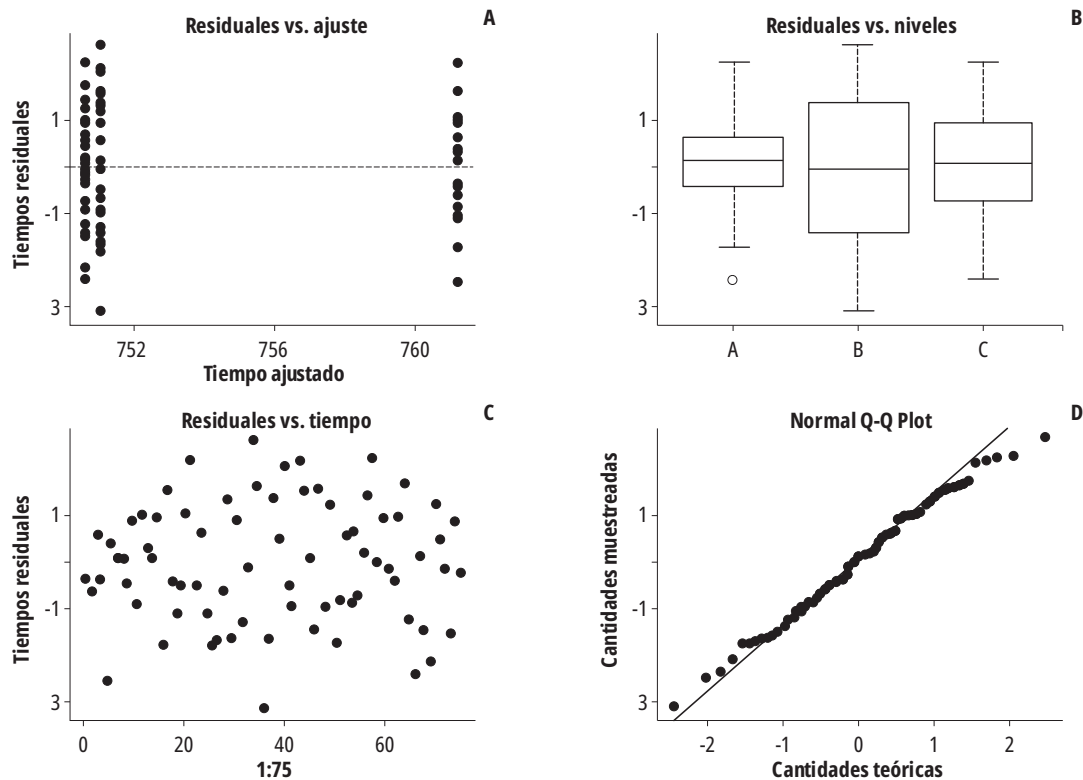 Residuales vs. ajuste
A
Tiempos residuales
1
-1
3
752
756
760
Tiempo ajustado
Residuales vs. niveles
B
1
-1
3
A
B
C
Residuales vs. tiempo
C
Tiempos residuales
1
-1
3
0
20
40
60
1:75
Normal Q-Q Plot
D
Cantidades muestreadas
1
-1
3
-2
-1
0
1
2
Cantidades teóricas